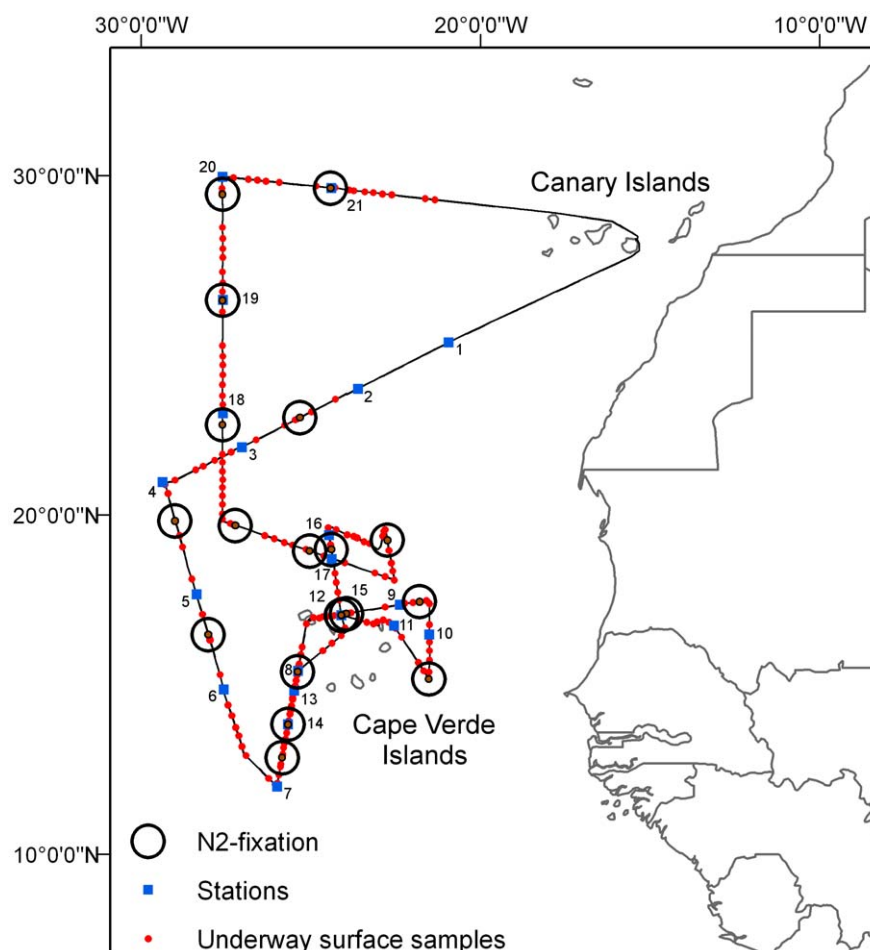 30°0'0"W
20°0'0"W
10°0'0"W
30°0'0"N
20°0'0"N
10°0'0"N
20
21
Canary Islands
19
1
2
18
3
4
16
17
12
15
9
5
11
10
8
6
13
14
Cape Verde
Islands
7
N2-fixation
Stations
Underway surface samples